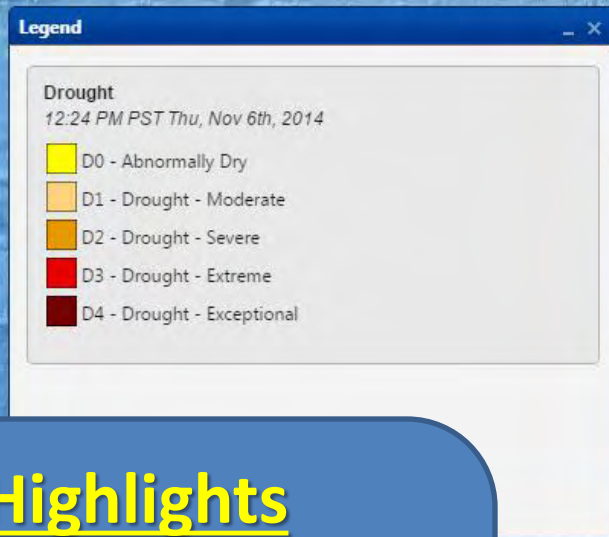 Legend
Drought
12:24 PM PST Thu, Nov 6th, 2014
D0 - Abnormally Dry
D1 - Drought - Moderate
D2 - Drought - Severe
D3 - Drought - Extreme
D4 - Drought - Exceptional
Highlights